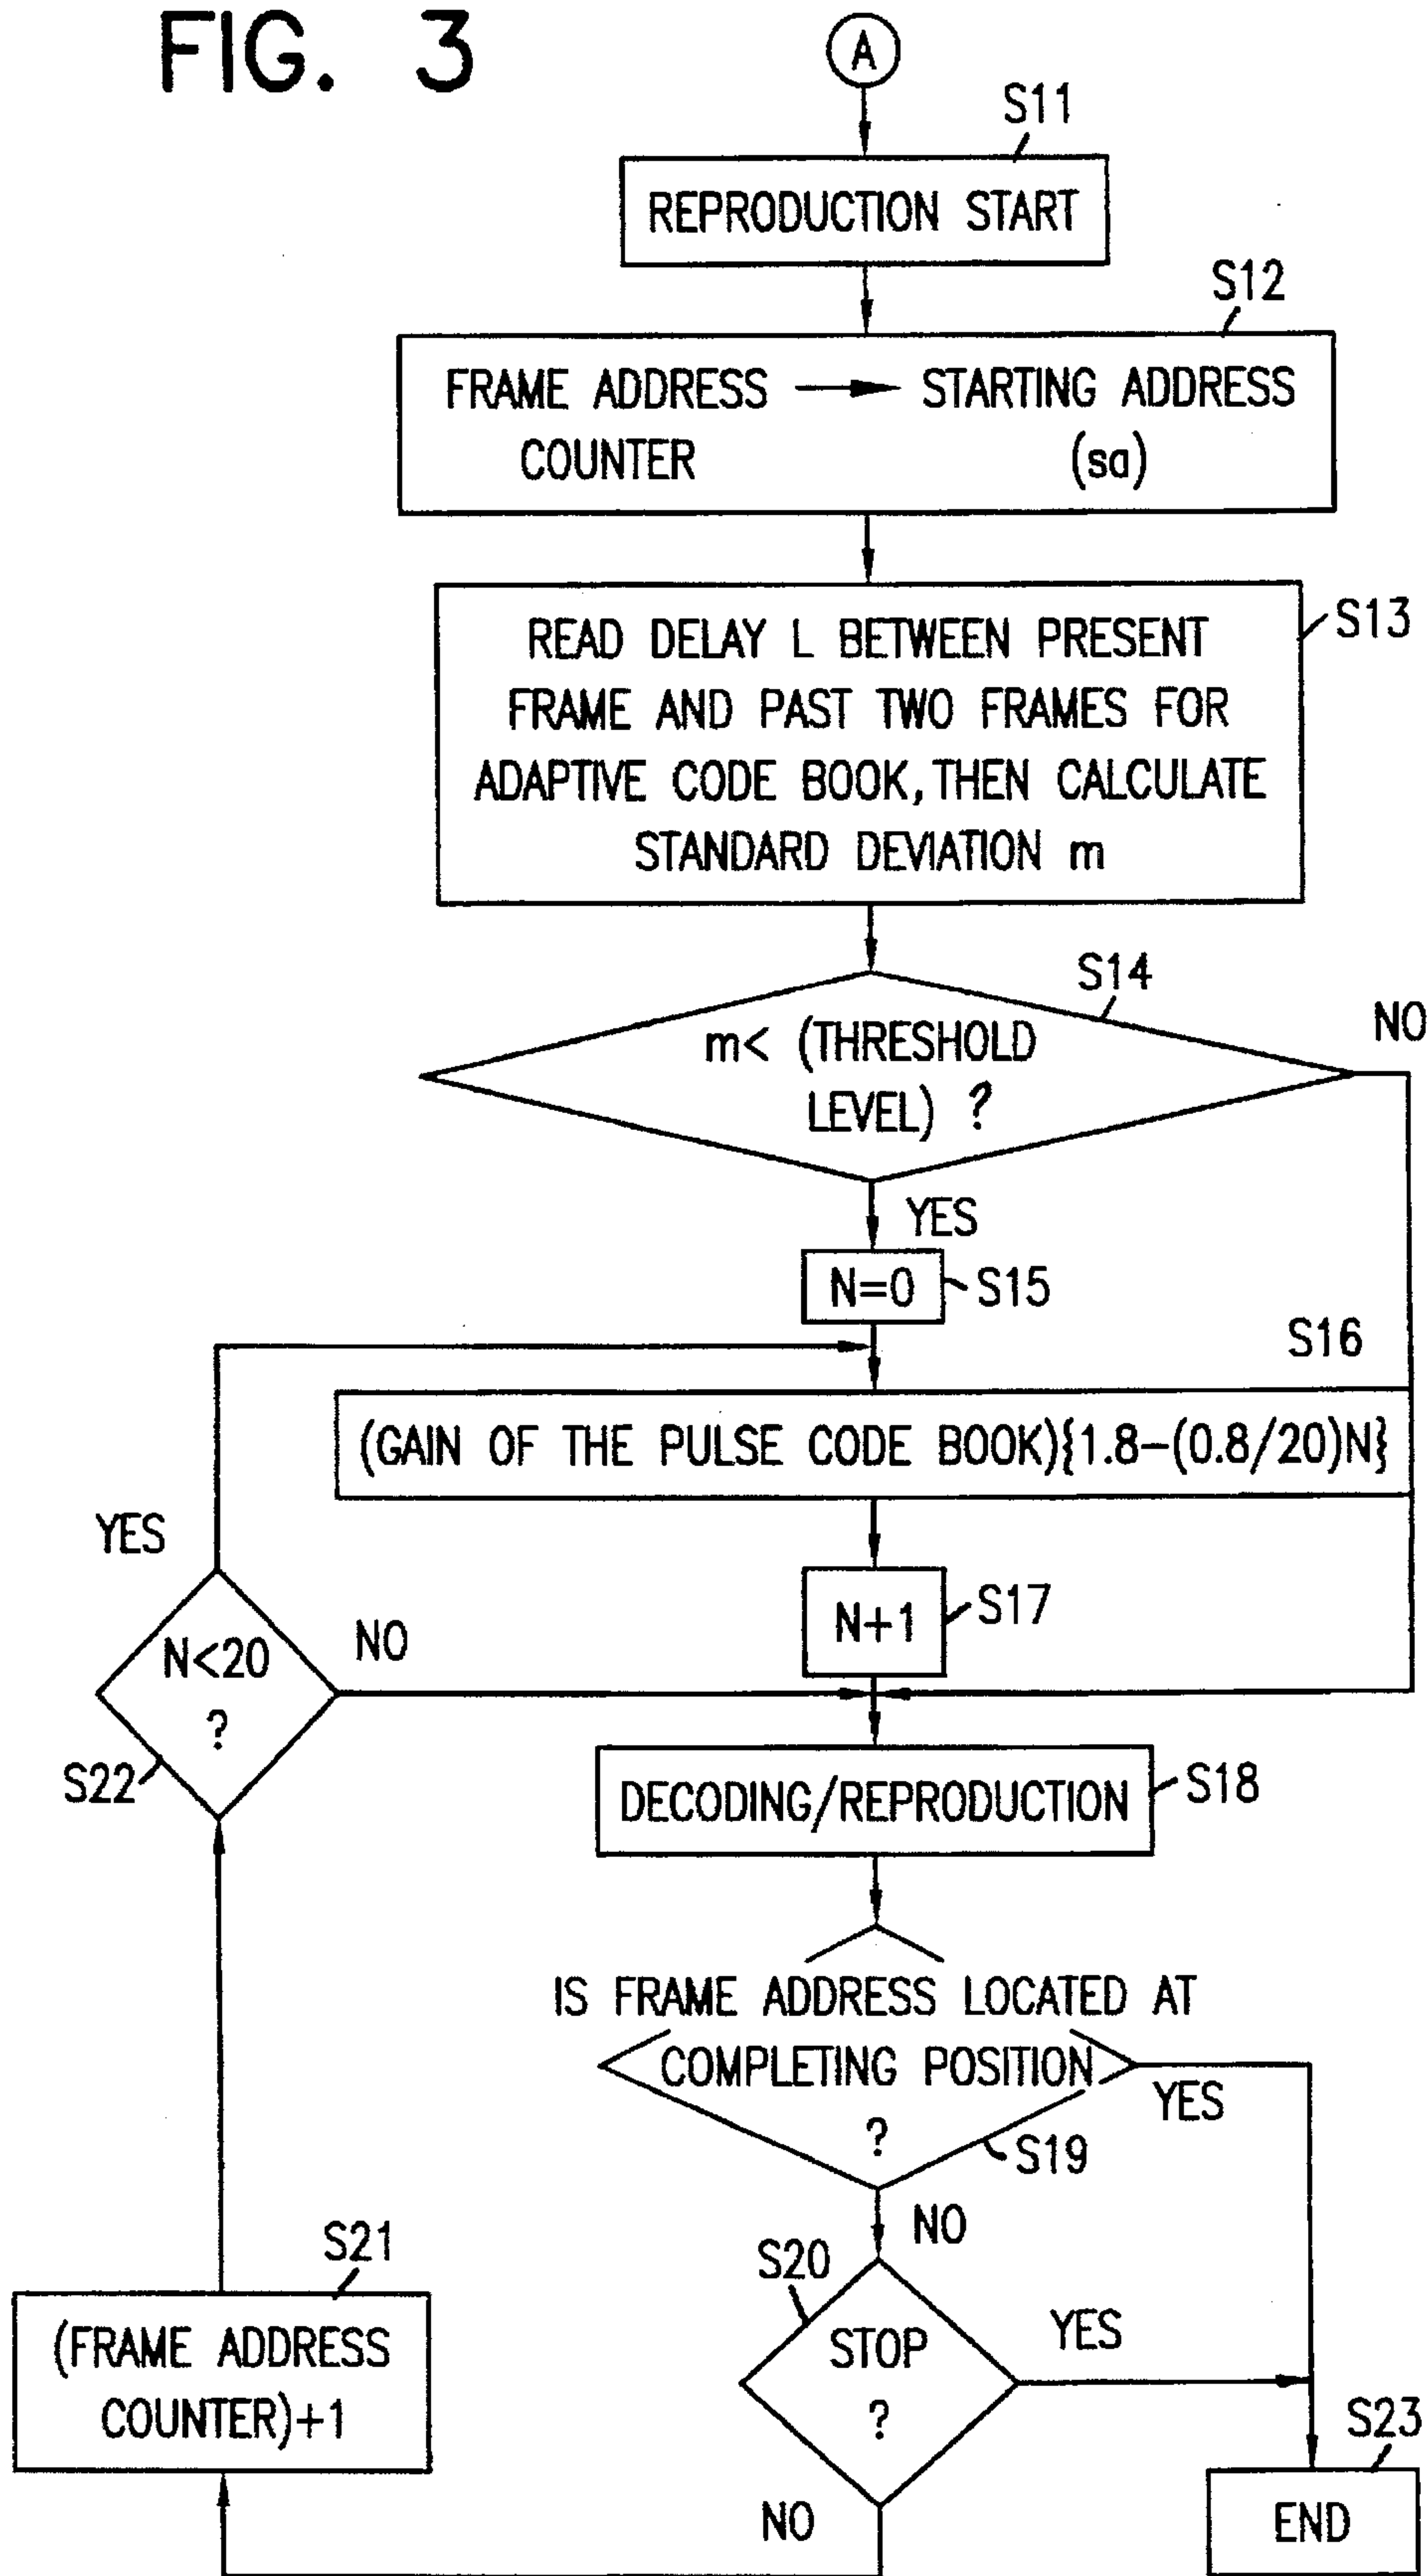 FIG. 3
A
S11
REPRODUCTION START
S12
FRAME ADDRESS STARTING ADDRESS
COUNTER (sa)
S13
READ DELAY L BETWEEN PRESENT
FRAME AND PAST TWO FRAMES FOR
ADAPTIVE CODE BOOK, THEN CALCULATE
STANDARD DEVIATION m
S14
NO
m< (THRESHOLD
LEVEL) ?
YES
N=0
S15
S16
(GAIN OF THE PULSE CODE BOOK){1.8-(0.8/20)N}
YES
N+1
S17
N<20
?
NO
S22
DECODING/REPRODUCTION
S18
IS FRAME ADDRESS LOCATED AT
COMPLETING POSITION
?
YES
S19
NO
S20
STOP
?
YES
S21
(FRAME ADDRESS
COUNTER)+1
NO
S23
END